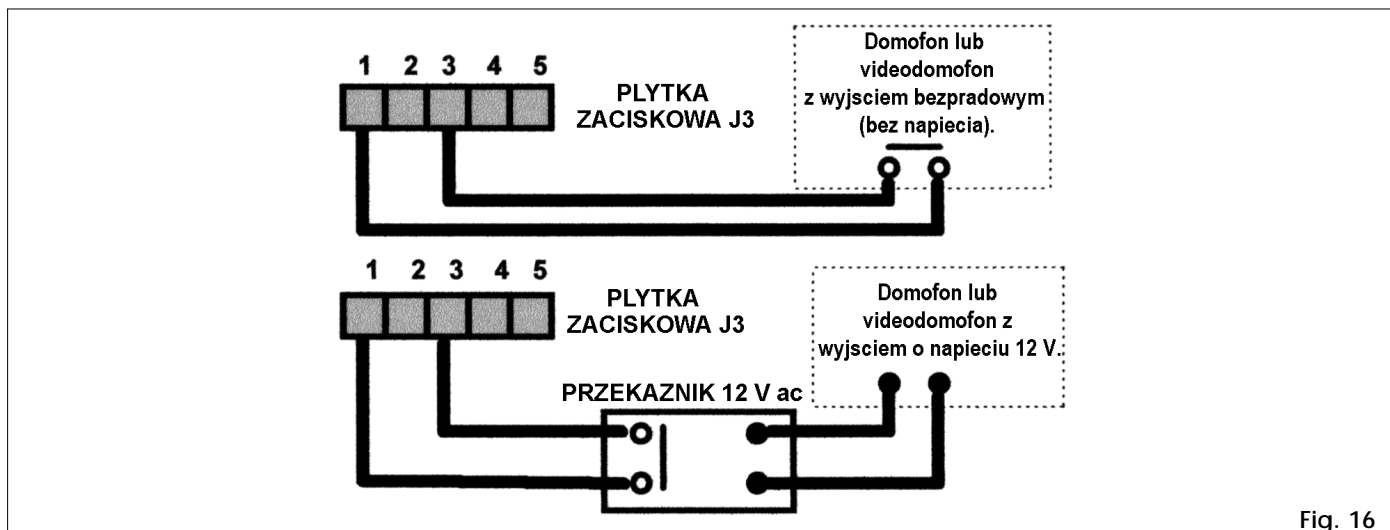 1 2 3 4 5
PLYTKA
ZACISKOWA J3
Domofon lub
videodomofon
z wyjsciem bezpradowym
(bez napiecia).
1 2 3 4 5
PLYTKA
ZACISKOWA J3
Domofon lub
videodomofon z
wyjsciem o napieciu 12 V.
PRZEKAZNIK 12 V ac
Fig. 16